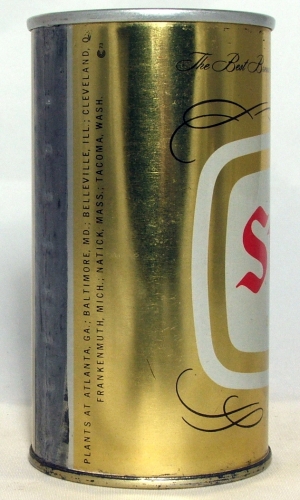 The Best
PLANTS AT ATLANTA, GA.; BALTIMORE, MD.; BELLEVILLE, ILL.; CLEVELAND, O.
FRANKENMUTH, MICH.; NATICK, MASS.; TACOMA, WASH.
S